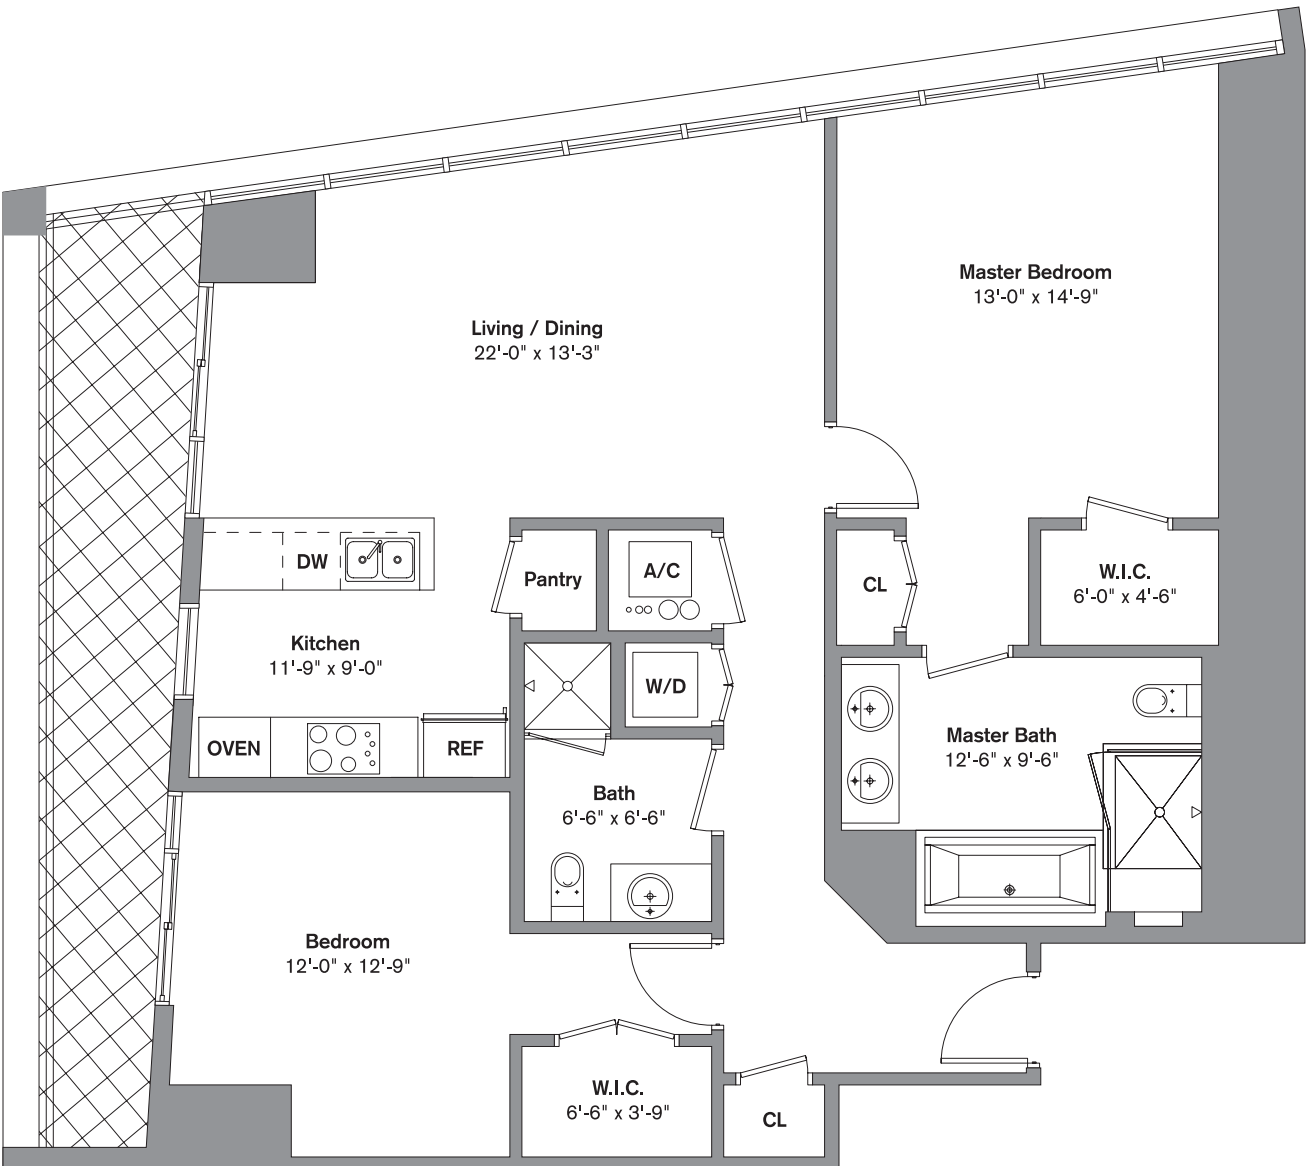 Master Bedroom
13'-0" x 14'-9"
Living / Dining
22'-0" x 13'-3"
DW
Pantry
A/C
CL
W.I.C.
6'-0" x 4'-6"
Kitchen
11'-9" x 9'-0"
W/D
OVEN
REF
Master Bath
12'-6" x 9'-6"
Bath
6'-6" x 6'-6"
Bedroom
12'-0" x 12'-9"
W.I.C.
6'-6" x 3'-9"
CL